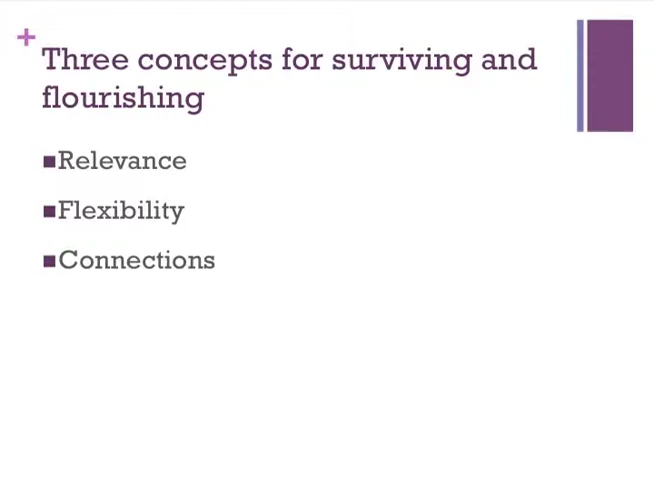 +
Three concepts for surviving and
flourishing
Relevance
Flexibility
Connections